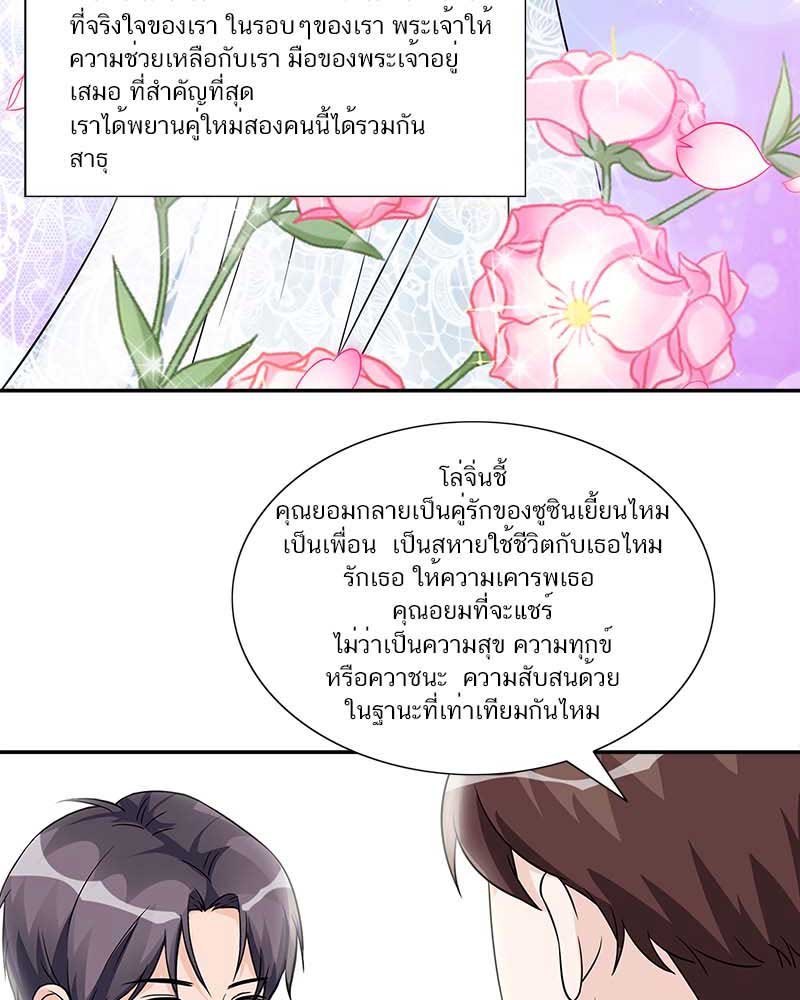 ที่จริงใจของเรา ในรอบๆของเรา พระเจ้าให้
ความช่วยเหลือกับเรา มือของพระเจ้าอยู่
เสมอ ที่สำคัญที่สุด
เราได้พยานคู่ใหม่สองคนนี้ได้รวมกัน
สาธุ
โล่จิ่นชี้
คุณยอมกลายเป็นคู่รักของซูซินเยี้ยนไหม
เป็นเพื่อน เป็นสหายใช้ชีวิตกับเธอไหม
รักเธอ ให้ความเคารพเธอ
คุณอยมที่จะแชร์
ไม่ว่าเป็นความสุข ความทุกข์
หรือควาชนะ ความสับสนด้วย
ในฐานะที่เท่าเทียมกันไหม